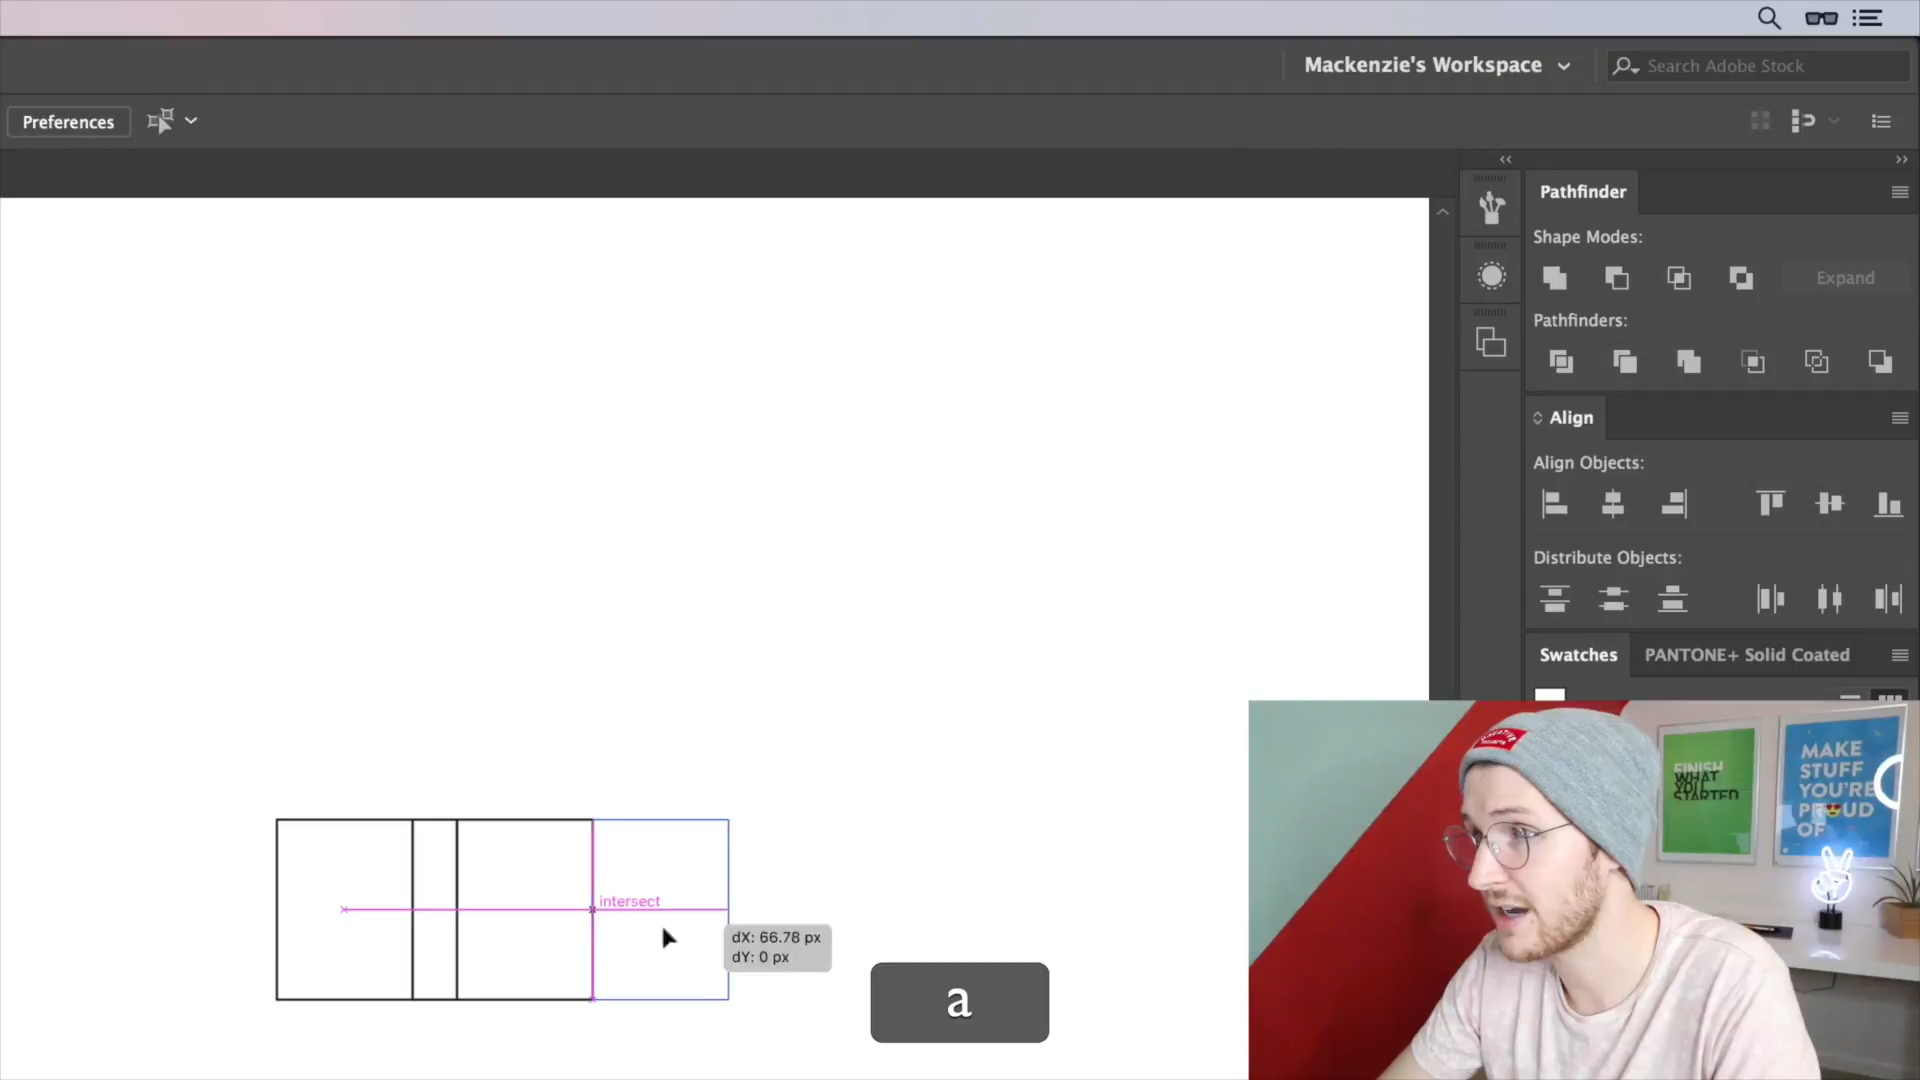 Mackenzie's Workspace
Search Adobe Stock
Preferences
Pathfinder
Shape Modes:
Expand
Pathfinders:
Align
Align Objects:
Distribute Objects:
Swatches
PANTONE+ Solid Coated
intersect
dX: 66.78 px
dY: 0 px
a
FINISH
WHAT
YOU
STARTED
MAKE
STUFF
YOU'RE
PROUD
OF